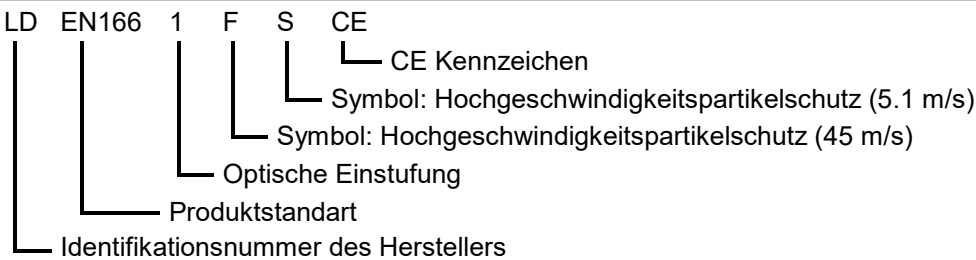 LD EN166 1 F S CE
CE Kennzeichen
Symbol: Hochgeschwindigkeitspartikelschutz (5.1 m/s)
Symbol: Hochgeschwindigkeitspartikelschutz (45 m/s)
Optische Einstufung
Produktstandart
Identifikationsnummer des Herstellers